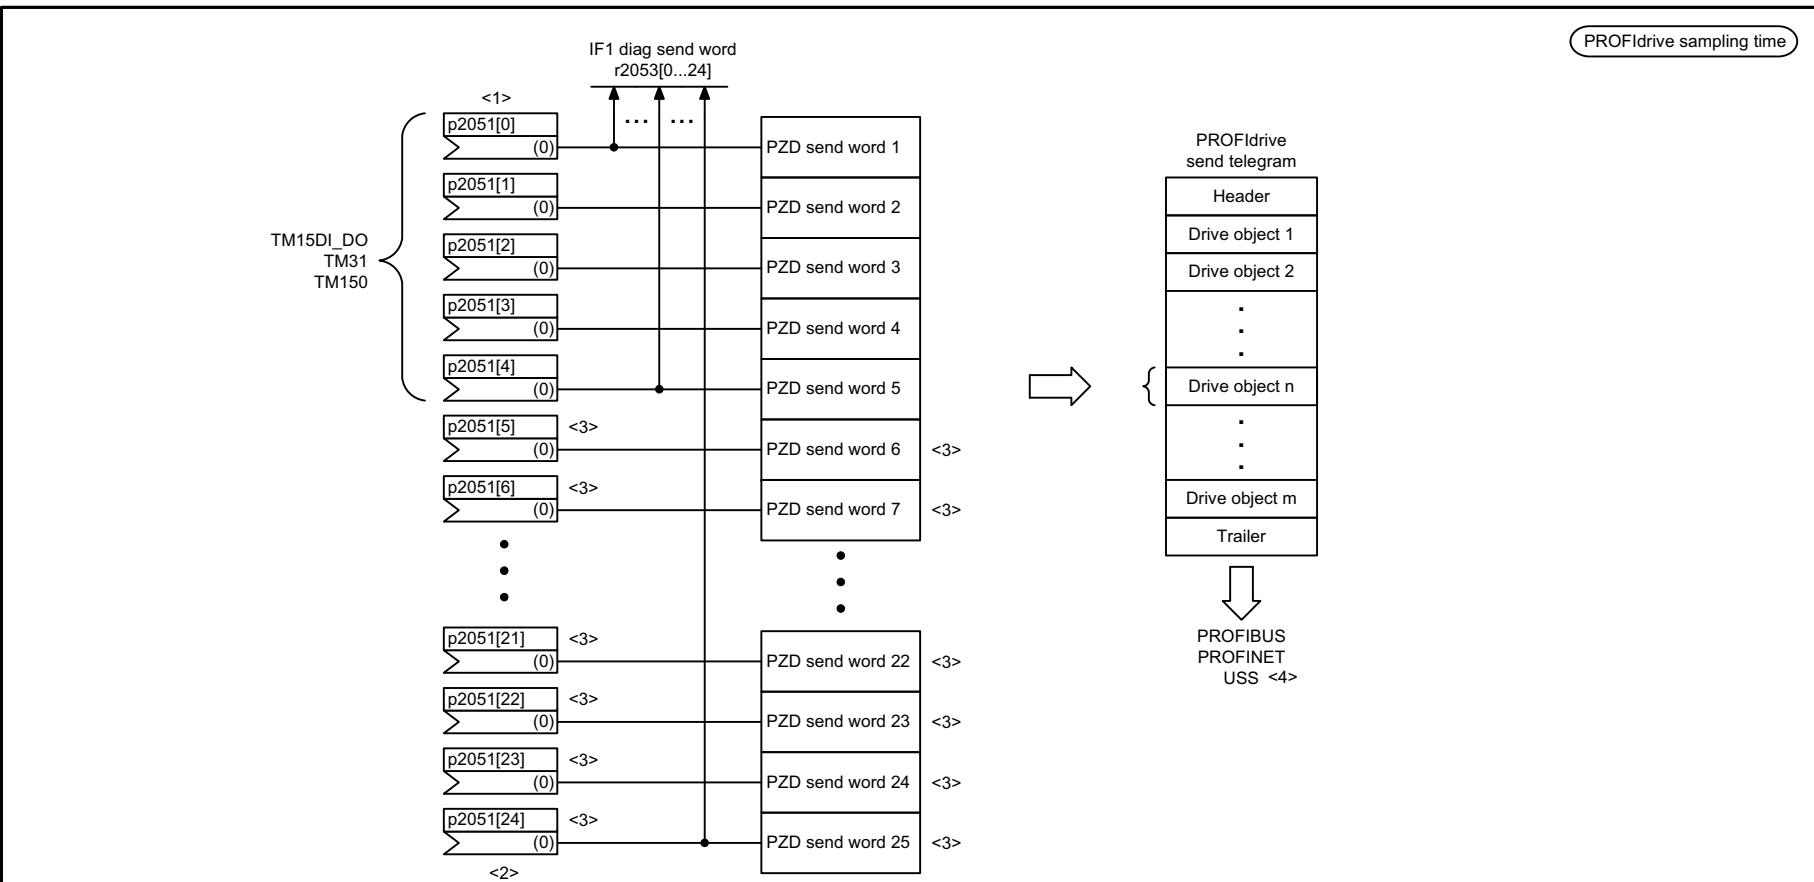 PROFIdrive sampling time
IF1 diag send word
r2053[0...24]
<1>
... ...
TM15DI_DO
TM31
TM150
p2051[0]
(0)
PZD send word 1
p2051[1]
(0)
PZD send word 2
p2051[2]
(0)
PZD send word 3
p2051[3]
(0)
PZD send word 4
p2051[4]
(0)
PZD send word 5
p2051[5] <3>
(0)
PZD send word 6 <3>
p2051[6] <3>
(0)
PZD send word 7 <3>
p2051[21] <3>
(0)
PZD send word 22 <3>
p2051[22] <3>
(0)
PZD send word 23 <3>
p2051[23] <3>
(0)
PZD send word 24 <3>
p2051[24] <3>
(0)
PZD send word 25 <3>
<2>
PROFIdrive
send telegram
Header
Drive object 1
Drive object 2
Drive object n
Drive object m
Trailer
PROFIBUS
PROFINET
USS <4>